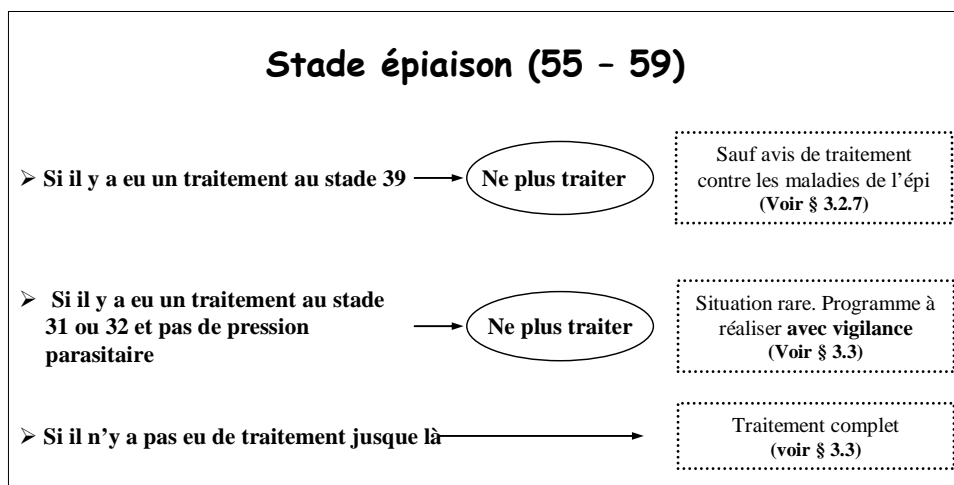 Stade épiaison (55 – 59)
➢ Si il y a eu un traitement au stade 39
Ne plus traiter
Sauf avis de traitement
contre les maladies de l’épi
(Voir § 3.2.7)
➢ Si il y a eu un traitement au stade
31 ou 32 et pas de pression
parasitaire
Ne plus traiter
Situation rare. Programme à
réaliser avec vigilance
(Voir § 3.3)
➢ Si il n’y a pas eu de traitement jusque là
Traitement complet
(voir § 3.3)